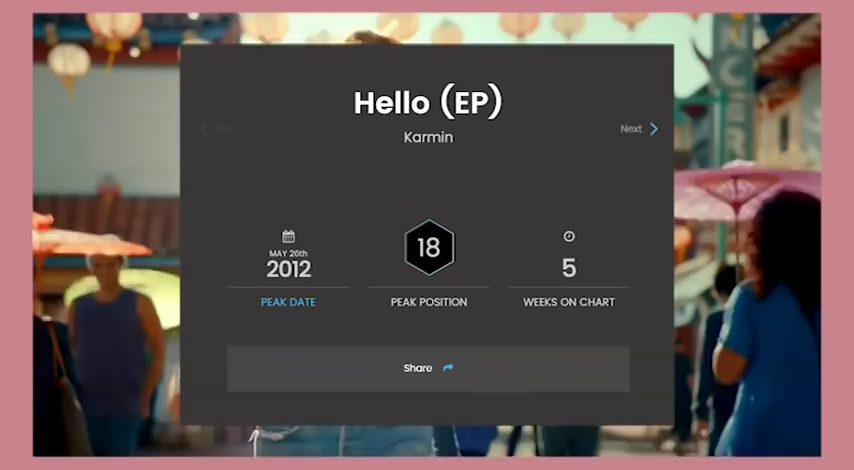 Hello (EP)
Karmin
Next
MAY 26th
2012
PEAK DATE
18
PEAK POSITION
5
WEEKS ON CHART
Share